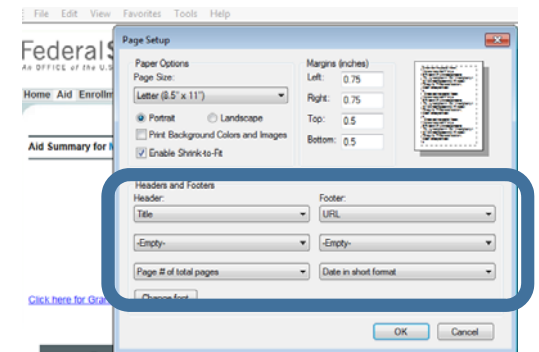 File Edit View Favorites Tools Help
Federal
An OFFICE of the U.S.
Home Aid Enrollm
Aid Summary for
Click here for Gra
Page Setup
Paper Options
Page Size:
Letter (8.5" x 11")
Portrait Landscape
Print Background Colors and Images
Enable Shrink-to-Fit
Margins (inches)
Left: 0.75
Right: 0.75
Top: 0.5
Bottom: 0.5
Headers and Footers
Header:
Title
-Empty-
Page # of total pages
Change font
Footer:
URL
-Empty-
Date in short format
OK Cancel